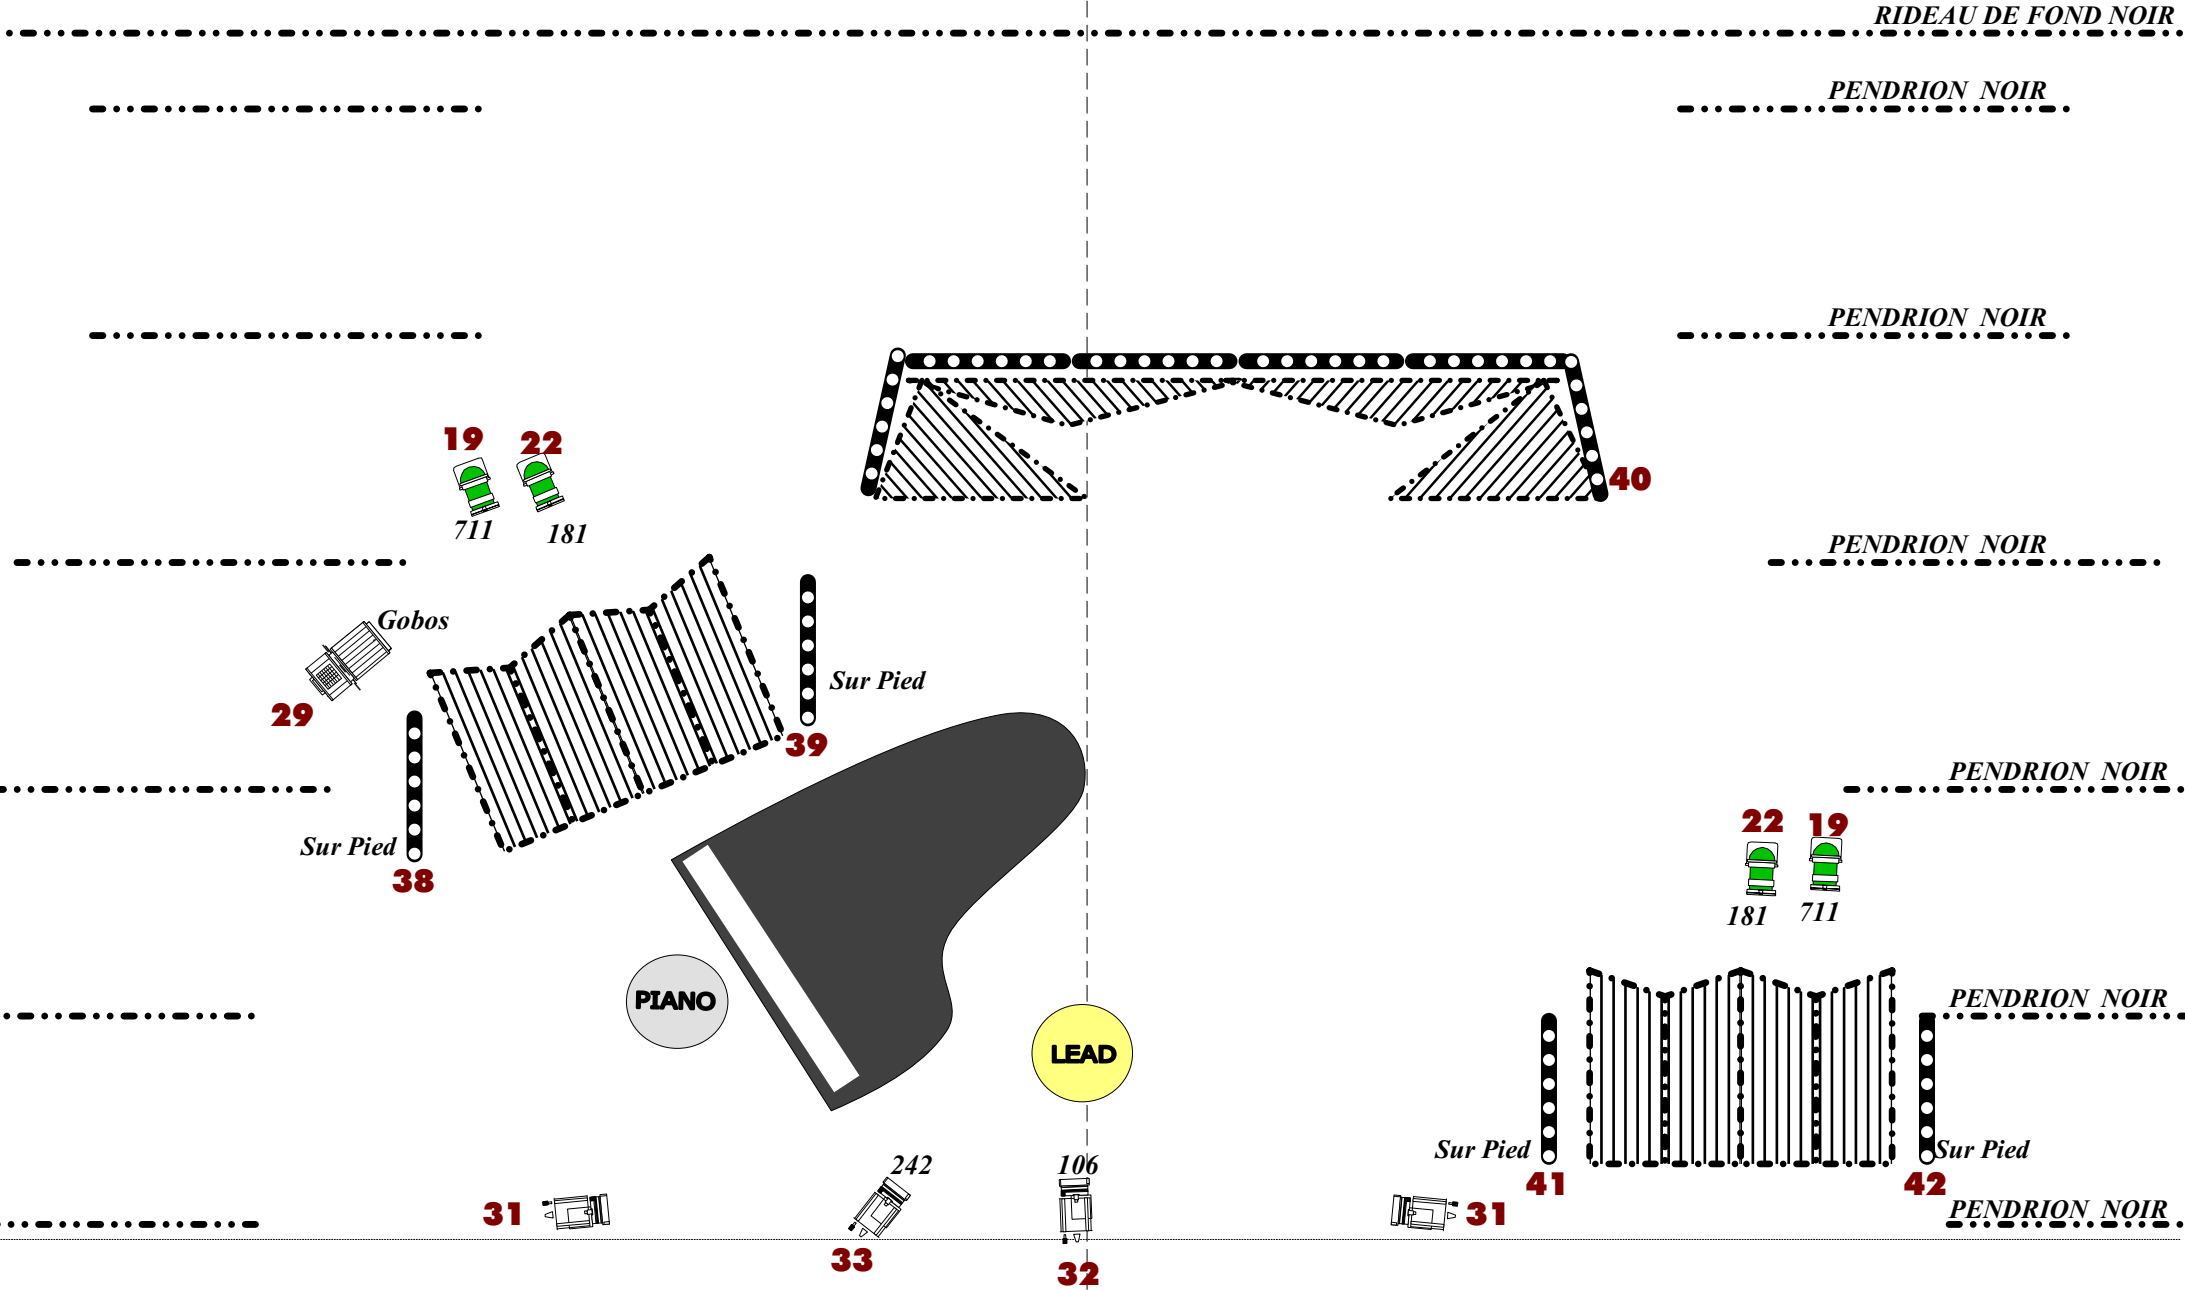 RIDEAU DE FOND NOIR
PENDRION NOIR
PENDRION NOIR
19
22
40
711
181
PENDRION NOIR
Gobos
Sur Pied
29
39
PENDRION NOIR
22
19
Sur Pied
38
181
711
PIANO
PENDRION NOIR
LEAD
Sur Pied
Sur Pied
242
106
41
42
31
31
PENDRION NOIR
33
32